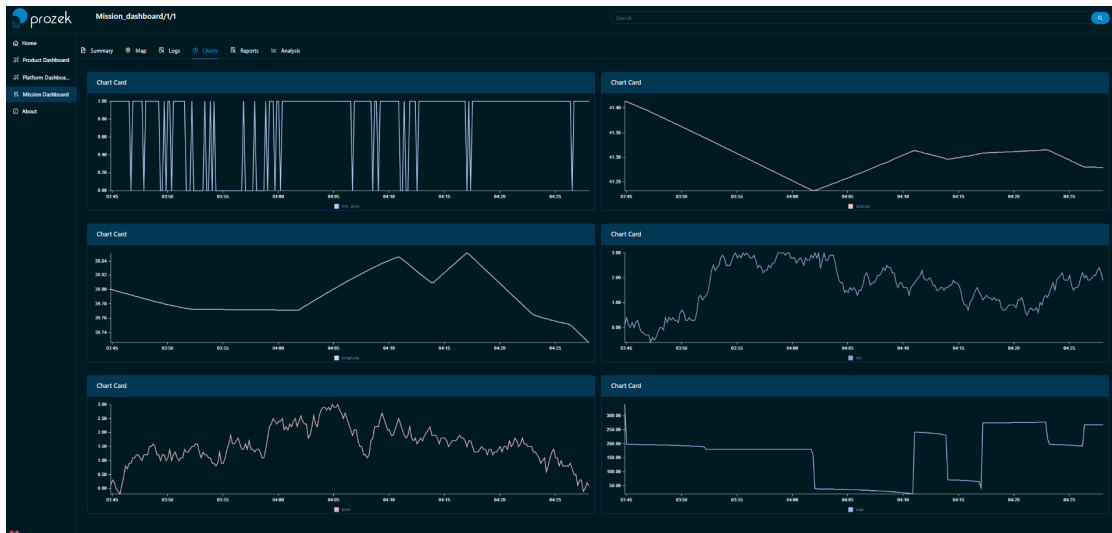 prozek
Mission_dashboard/1/1
Search
Home
Product Dashboard
Platform Dashboa...
Mission Dashboard
About
Summary Map Logs Charts Reports Analysis
Chart Card
1.00
0.80
0.60
0.40
0.20
0.00
03:45 03:50 03:55 04:00 04:05 04:10 04:15 04:20 04:25
Chart Card
41.40
41.35
41.30
41.25
03:45 03:50 03:55 04:00 04:05 04:10 04:15 04:20 04:25
latitude
Chart Card
39.84
39.82
39.80
39.78
39.76
39.74
03:45 03:50 03:55 04:00 04:05 04:10 04:15 04:20 04:25
longitude
Chart Card
3.00
2.00
1.00
0.00
03:45 03:50 03:55 04:00 04:05 04:10 04:15 04:20 04:25
roll
Chart Card
3.00
2.50
2.00
1.50
1.00
0.50
0.00
03:45 03:50 03:55 04:00 04:05 04:10 04:15 04:20 04:25
Chart Card
300.00
250.00
200.00
150.00
100.00
50.00
03:45 03:50 03:55 04:00 04:05 04:10 04:15 04:20 04:25
yaw